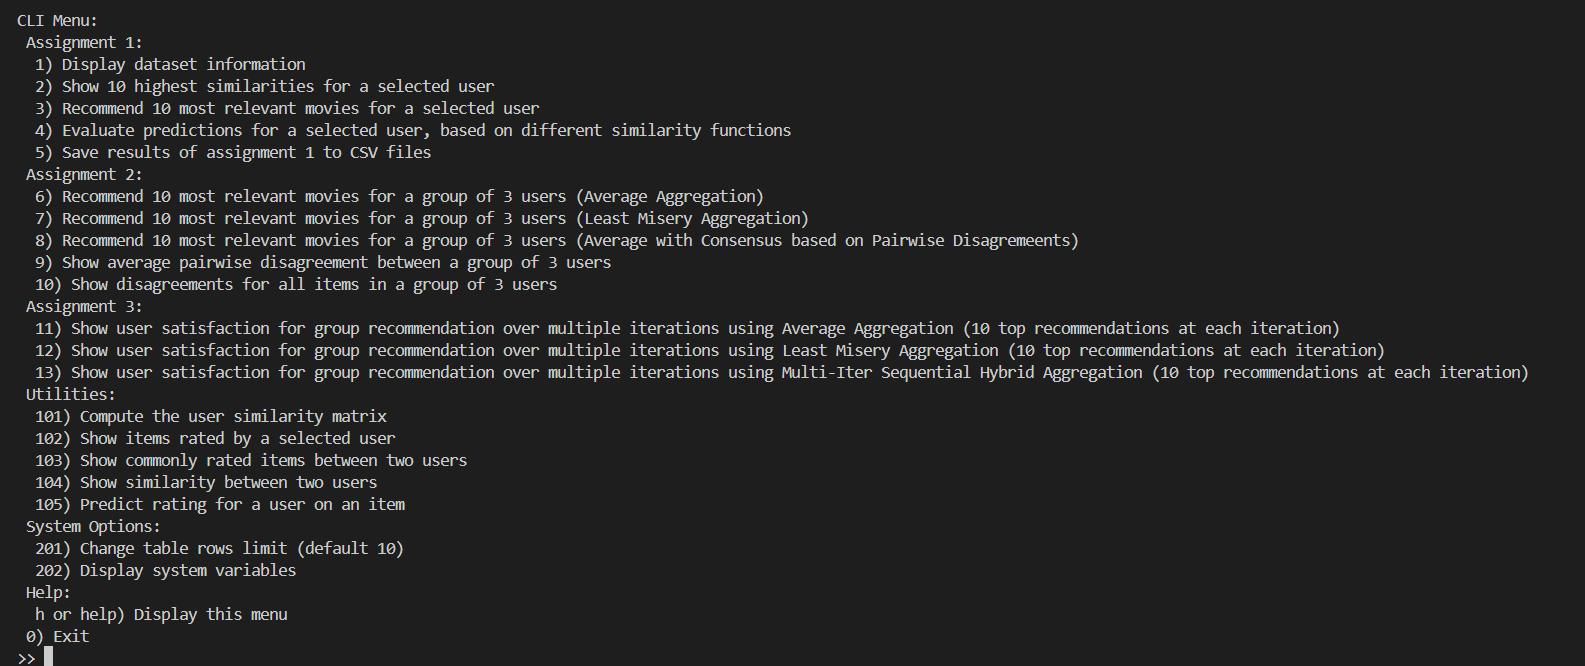 CLI Menu:
Assignment 1:
1) Display dataset information
2) Show 10 highest similarities for a selected user
3) Recommend 10 most relevant movies for a selected user
4) Evaluate predictions for a selected user, based on different similarity functions
5) Save results of assignment 1 to CSV files
Assignment 2:
6) Recommend 10 most relevant movies for a group of 3 users (Average Aggregation)
7) Recommend 10 most relevant movies for a group of 3 users (Least Misery Aggregation)
8) Recommend 10 most relevant movies for a group of 3 users (Average with Consensus based on Pairwise Disagremeents)
9) Show average pairwise disagreement between a group of 3 users
10) Show disagreements for all items in a group of 3 users
Assignment 3:
11) Show user satisfaction for group recommendation over multiple iterations using Average Aggregation (10 top recommendations at each iteration)
12) Show user satisfaction for group recommendation over multiple iterations using Least Misery Aggregation (10 top recommendations at each iteration)
13) Show user satisfaction for group recommendation over multiple iterations using Multi-Iter Sequential Hybrid Aggregation (10 top recommendations at each iteration)
Utilities:
101) Compute the user similarity matrix
102) Show items rated by a selected user
103) Show commonly rated items between two users
104) Show similarity between two users
105) Predict rating for a user on an item
System Options:
201) Change table rows limit (default 10)
202) Display system variables
Help:
h or help) Display this menu
0) Exit
>>